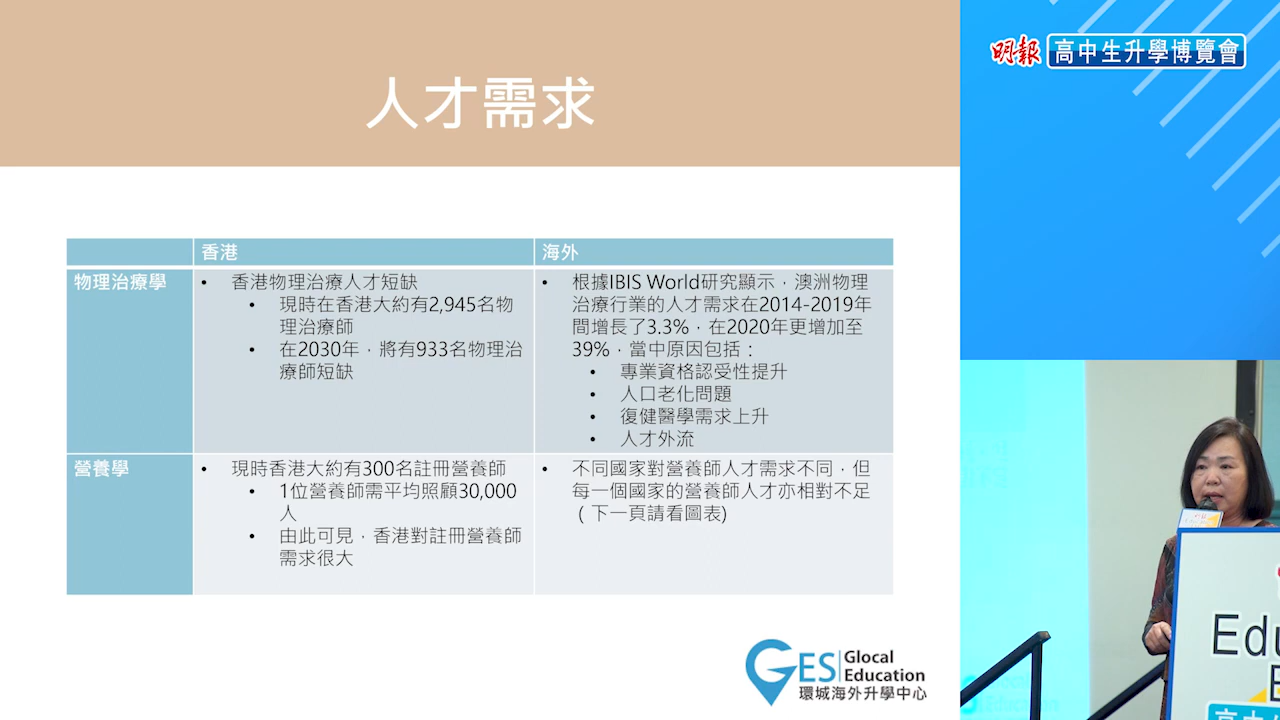 人才需求
明報 高中生升學博覽會
香港
海外
物理治療學
• 香港物理治療人才短缺
• 現時在香港大約有2,945名物
理治療師
• 在2030年，將有933名物理治
療師短缺
• 根據IBIS World研究顯示，澳洲物理
治療行業的人才需求在2014-2019年
間增長了3.3%，在2020年更增加至
39%，當中原因包括：
• 專業資格認受性提升
• 人口老化問題
• 復健醫學需求上升
• 人才外流
營養學
• 現時香港大約有300名註冊營養師
• 1位營養師需平均照顧30,000
人
• 由此可見，香港對註冊營養師
需求很大
• 不同國家對營養師人才需求不同，但
每一個國家的營養師人才亦相對不足
（下一頁請看圖表)
GES Glocal
Education
環城海外升學中心
Edu
E
高中